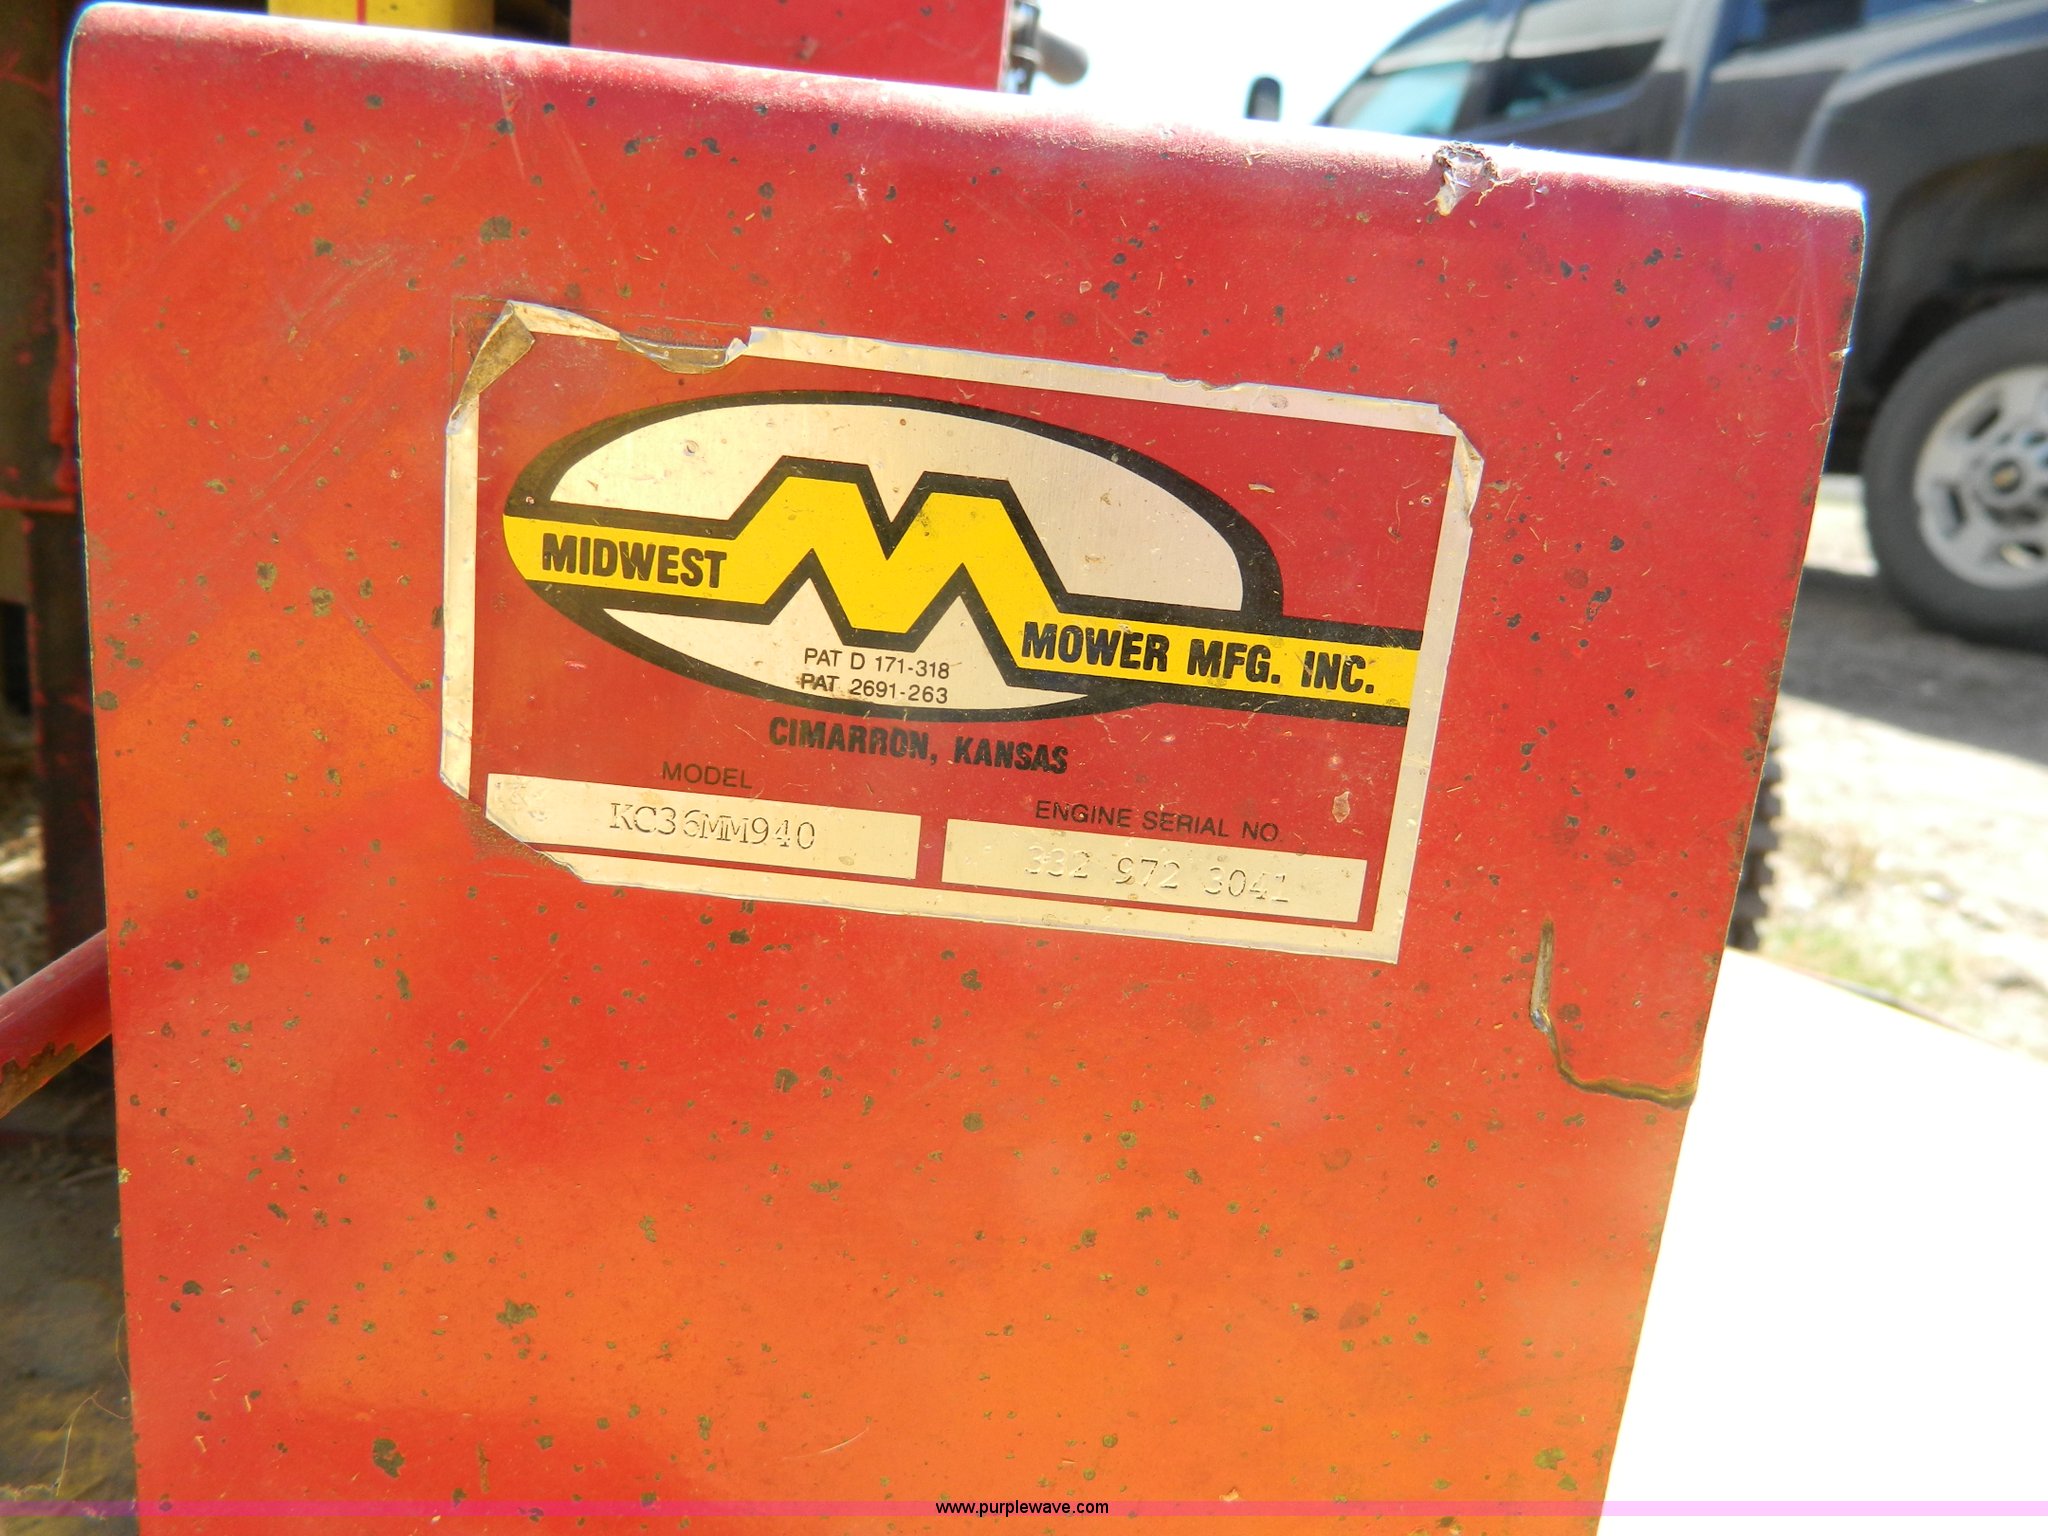 MIDWEST
MOWER MFG. INC.
PAT D 171-318
PAT 2691-263
CIMARRON, KANSAS
MODEL
KC36MM940
ENGINE SERIAL NO
332 972 3041
www.purplewave.com